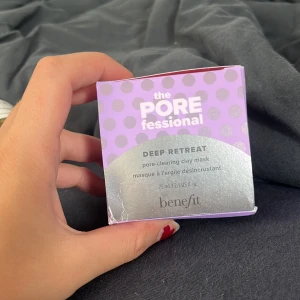 the
PORE
fessional
DEEP RETREAT
pore-clearing clay mask
masque à l'argile désincrustant
benefit